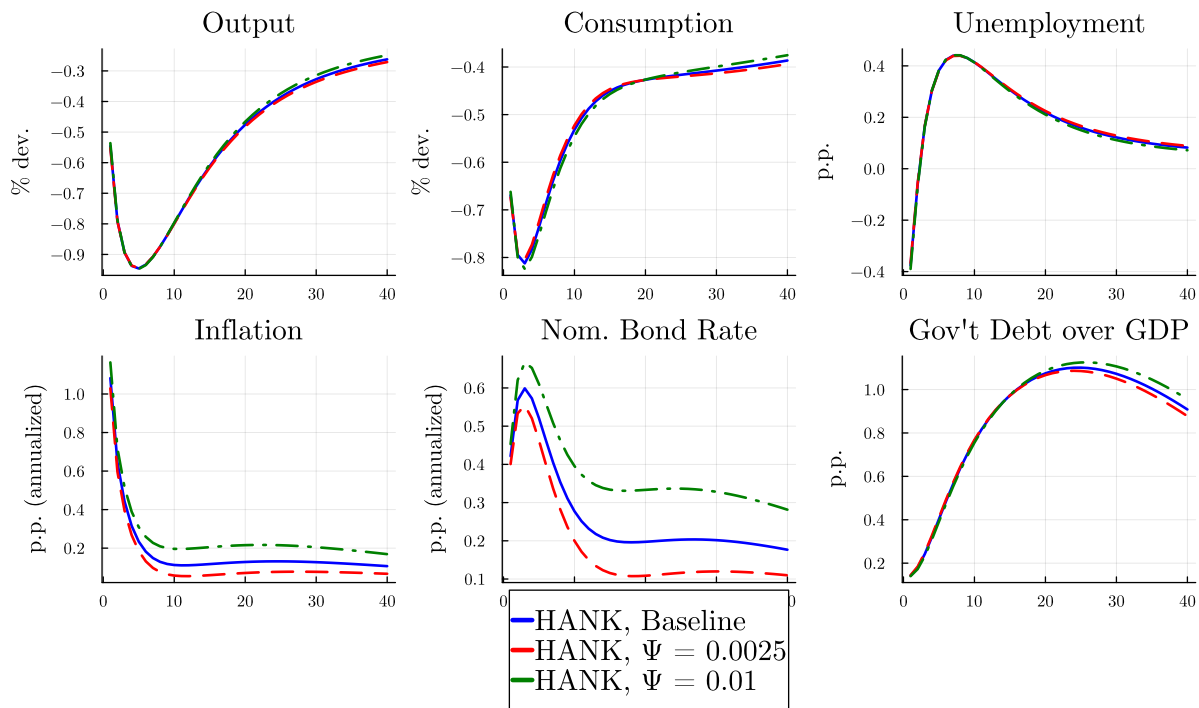 Output
Consumption
Unemployment
% dev.
−0.3
−0.4
−0.5
−0.6
−0.7
−0.8
−0.9
0 10 20 30 40
% dev.
−0.4
−0.5
−0.6
−0.7
−0.8
0 10 20 30 40
p.p.
0.4
0.2
0.0
−0.2
−0.4
0 10 20 30 40
Inflation
Nom. Bond Rate
Gov't Debt over GDP
p.p. (annualized)
1.0
0.8
0.6
0.4
0.2
0 10 20 30 40
p.p. (annualized)
0.6
0.5
0.4
0.3
0.2
0.1
0
p.p.
1.0
0.8
0.6
0.4
0.2
0 10 20 30 40
HANK, Baseline
HANK, Ψ = 0.0025
HANK, Ψ = 0.01